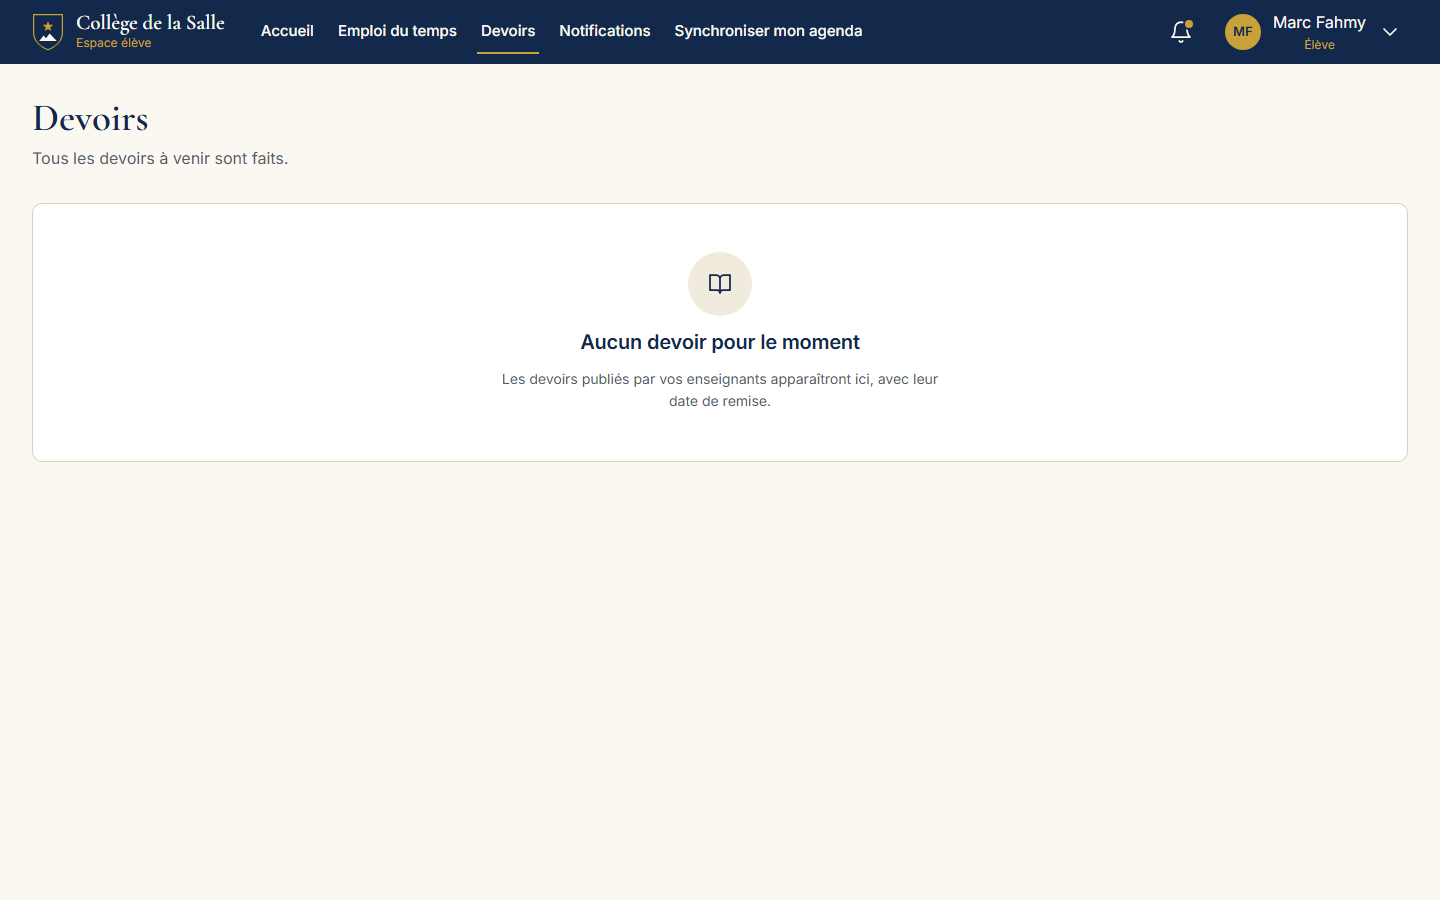 Collège de la Salle
Espace élève
Accueil
Emploi du temps
Devoirs
Notifications
Synchroniser mon agenda
MF
Marc Fahmy
Élève
Devoirs
Tous les devoirs à venir sont faits.
Aucun devoir pour le moment
Les devoirs publiés par vos enseignants apparaîtront ici, avec leur
date de remise.